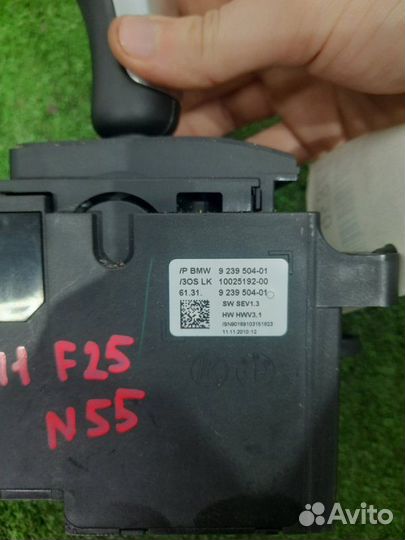 /P BMW 9 239 504-01
/3OS LK 10025192-00
61.31. 9 239 504-01
SW SEV1.3
HW HWV3.1
11.11.2010 12
11 F25
N55
Avito